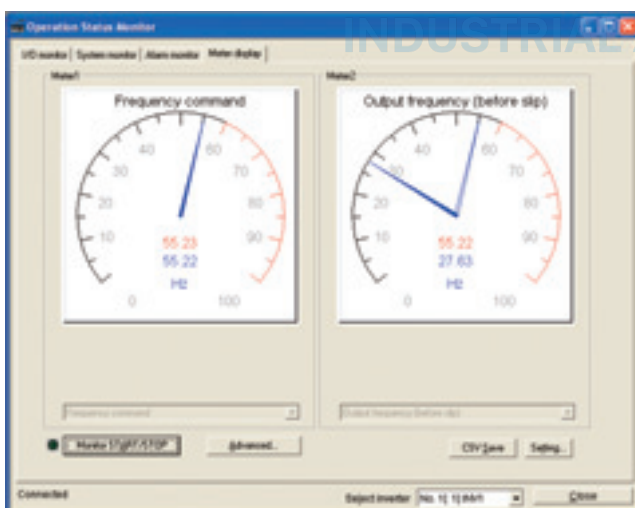 Operation Status Monitor
INDUSTRIAL
I/O monitor System monitor Alarm monitor Meter display
Meter1
Frequency command
0 10 20 30 40 60 70 80 90 100
55.23
55.22
Hz
Frequency command
Meter2
Output frequency (before slip)
0 10 20 30 40 60 70 80 90 100
55.22
27.63
Hz
Output frequency (before slip)
Monitor START/STOP Advanced... CSV Save Setting...
Connected
Select inverter
Close